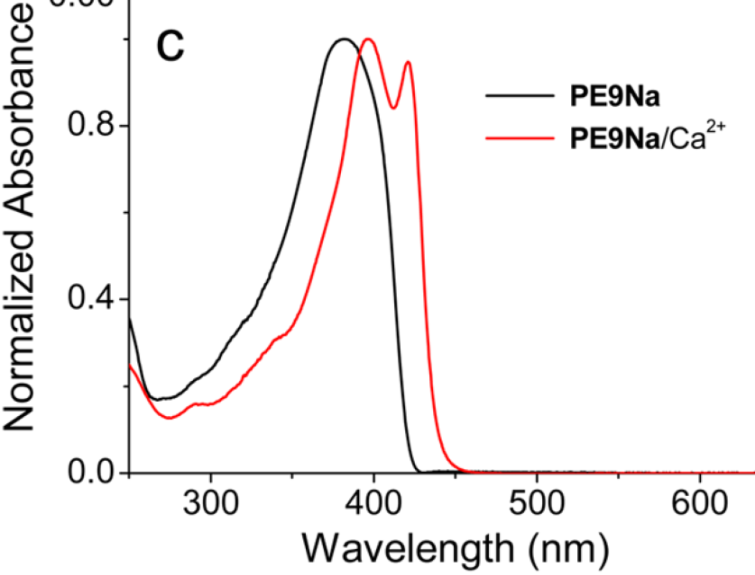 C
PE9Na
PE9Na/Ca²⁺
Normalized Absorbance
0.8
0.4
0.0
300 400 500 600
Wavelength (nm)